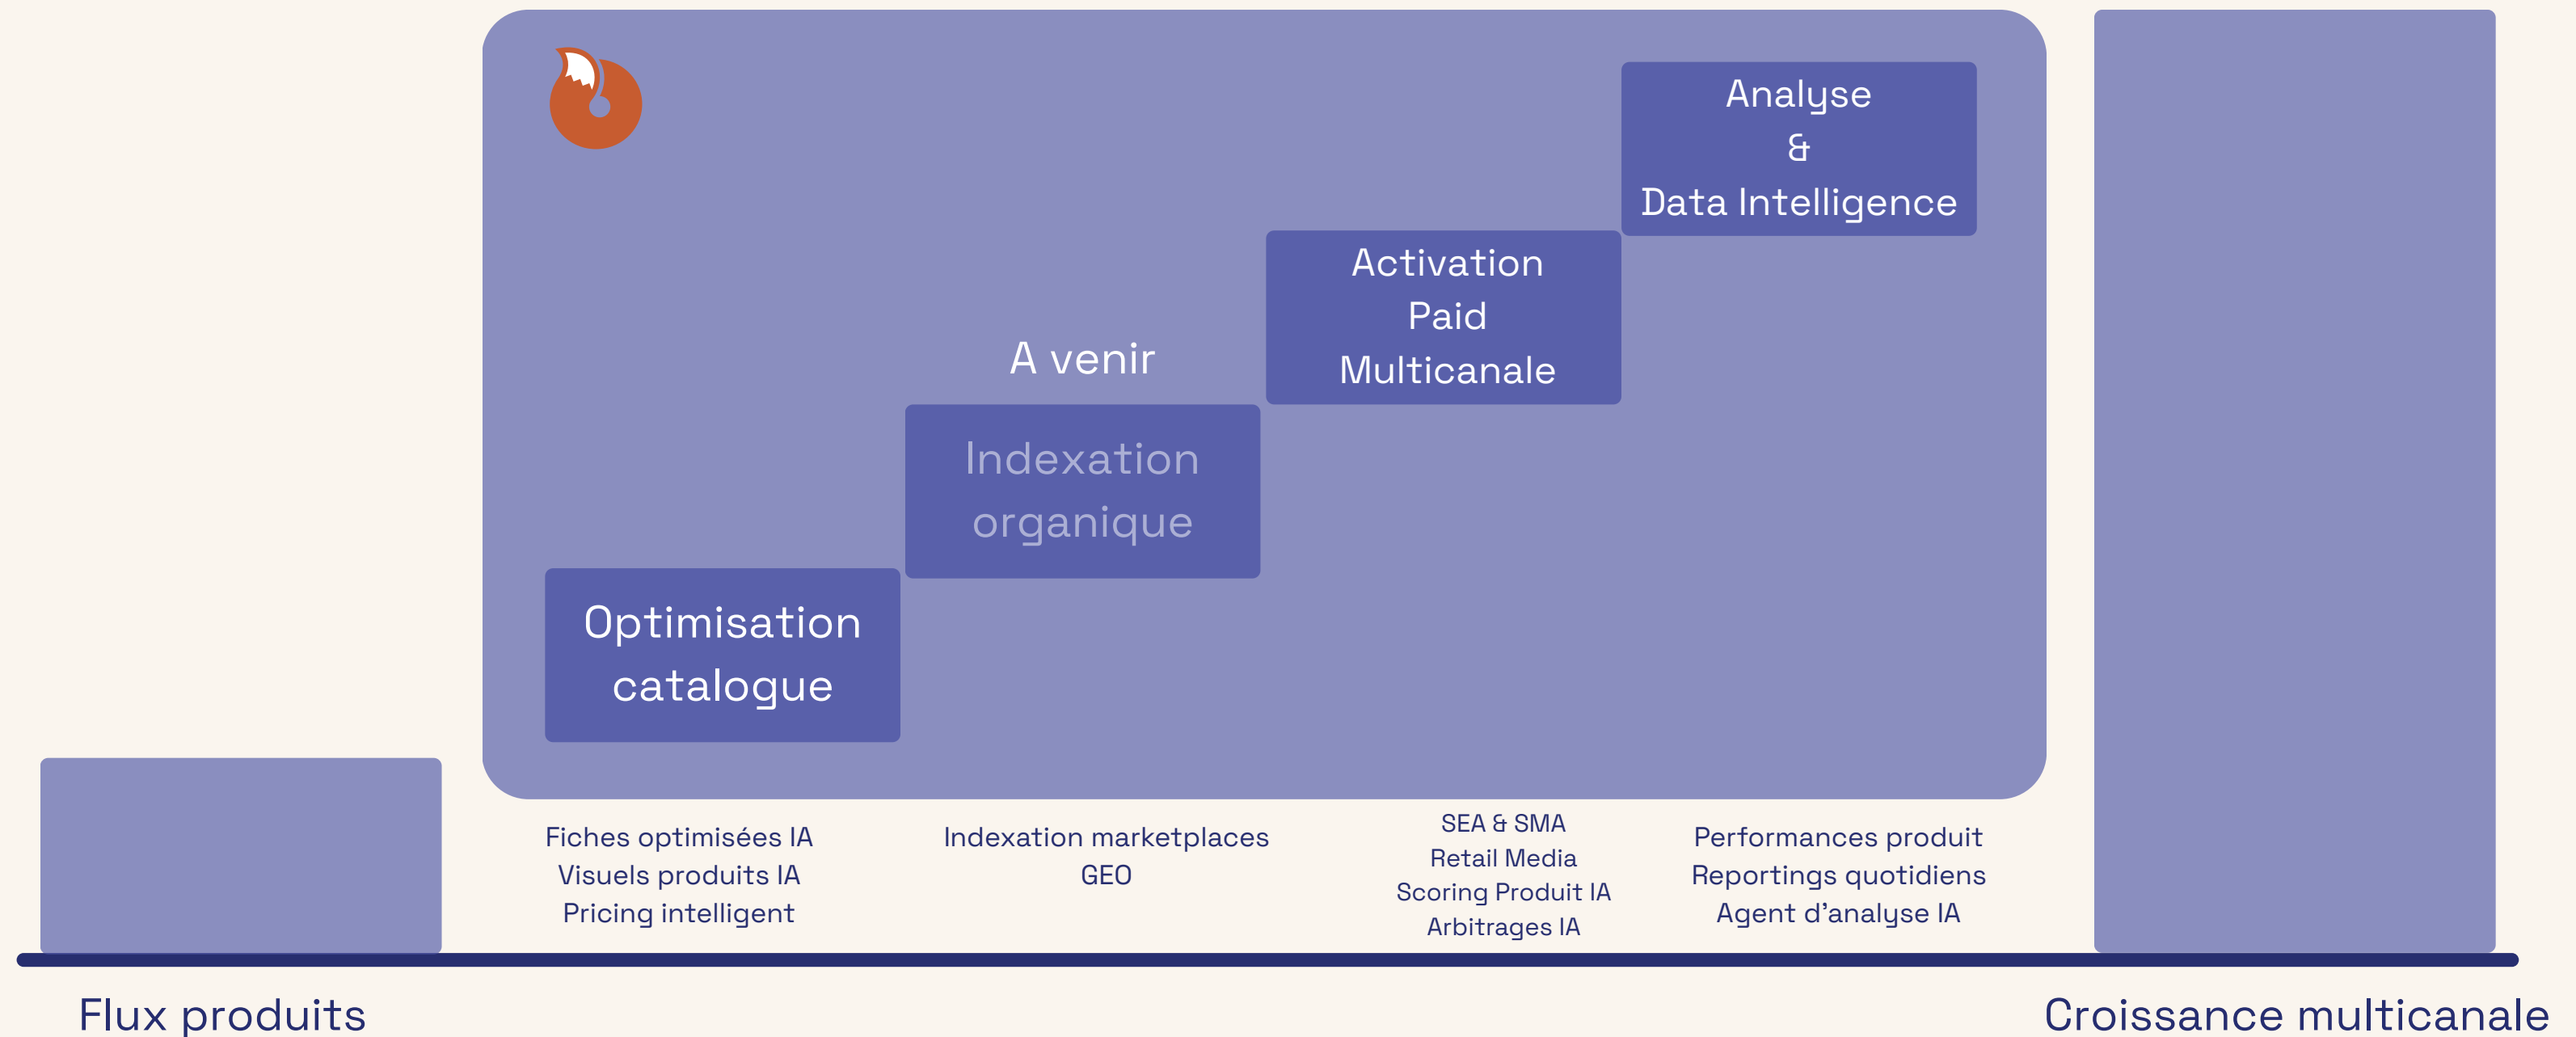 Analyse
&
Data Intelligence
Activation
Paid
Multicanale
A venir
Indexation
organique
Optimisation
catalogue
Fiches optimisées IA
Visuels produits IA
Pricing intelligent
Indexation marketplaces
GEO
SEA & SMA
Retail Media
Scoring Produit IA
Arbitrages IA
Performances produit
Reportings quotidiens
Agent d'analyse IA
Flux produits
Croissance multicanale